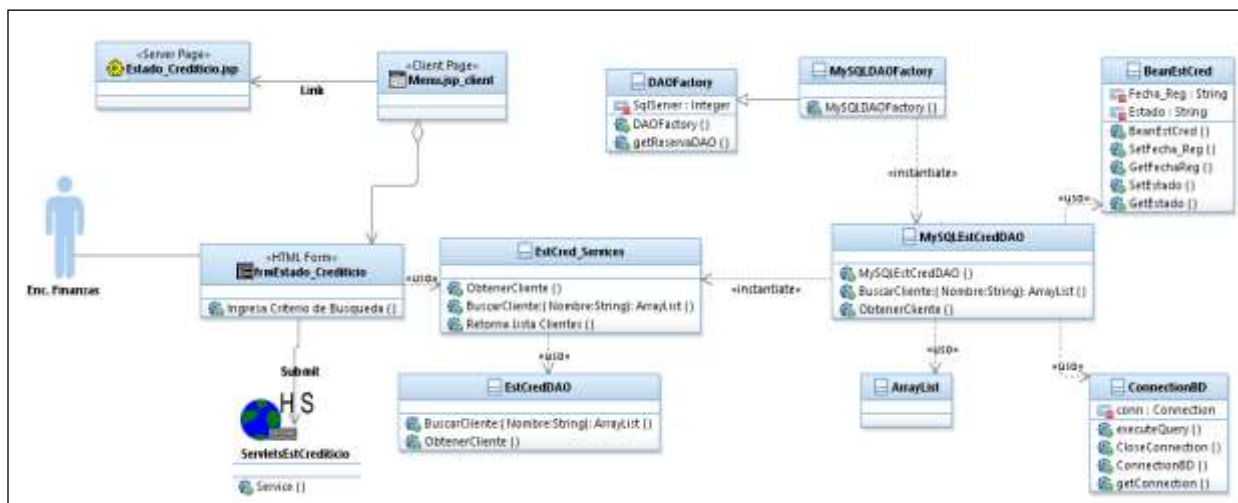 «Server Page»
Estado_Crediticio.jsp
Link
«Client Page»
Menu.jsp_client
DAOFactory
SqlServer : Integer
DAOFactory ()
getReservaDAO ()
MySQLDAOFactory
MySQLDAOFactory ()
BeanEstCred
Fecha_Reg : String
Estado : String
BeanEstCred ()
SetFecha_Reg ()
GetFechaReg ()
SetEstado ()
GetEstado ()
«instantiate»
«uso»
Enc. Finanzas
«HTML Form»
frmEstado_Crediticio
Ingresa Criterio de Busqueda ()
«uso»
EstCred_Services
ObtenerCliente ()
BuscarCliente:( Nombre:String): ArrayList ()
Retorna Lista Clientes ()
«instantiate»
MySQLEstCredDAO
MySQLEstCredDAO ()
BuscarCliente:( Nombre:String): ArrayList ()
ObtenerCliente ()
Submit
«uso»
«uso»
«uso»
H S
ServletsEstCrediticio
Service ()
EstCredDAO
BuscarCliente:( Nombre:String): ArrayList ()
ObtenerCliente ()
ArrayList
ConnectionBD
conn : Connection
executeQuery ()
CloseConnection ()
ConnectionBD ()
getConnection ()